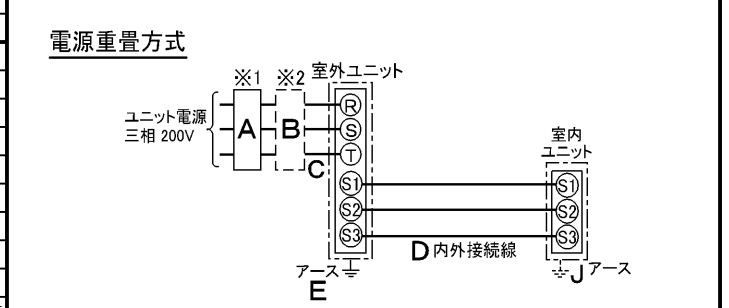 電源重畳方式
※1 ※2 室外ユニット
ユニット電源
三相 200V
A
B
C
R
S
T
S1
S2
S3
D 内外接続線
アース
E
室内
ユニット
S1
S2
S3
J アース